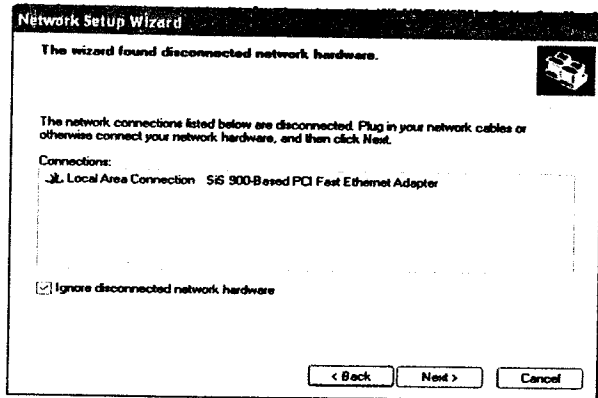 Network Setup Wizard
The wizard found disconnected network hardware.
The network connections listed below are disconnected. Plug in your network cables or
otherwise connect your network hardware, and then click Next.
Connections:
Local Area Connection SiS 900-Based PCI Fast Ethernet Adapter
Ignore disconnected network hardware
< Back Next > Cancel